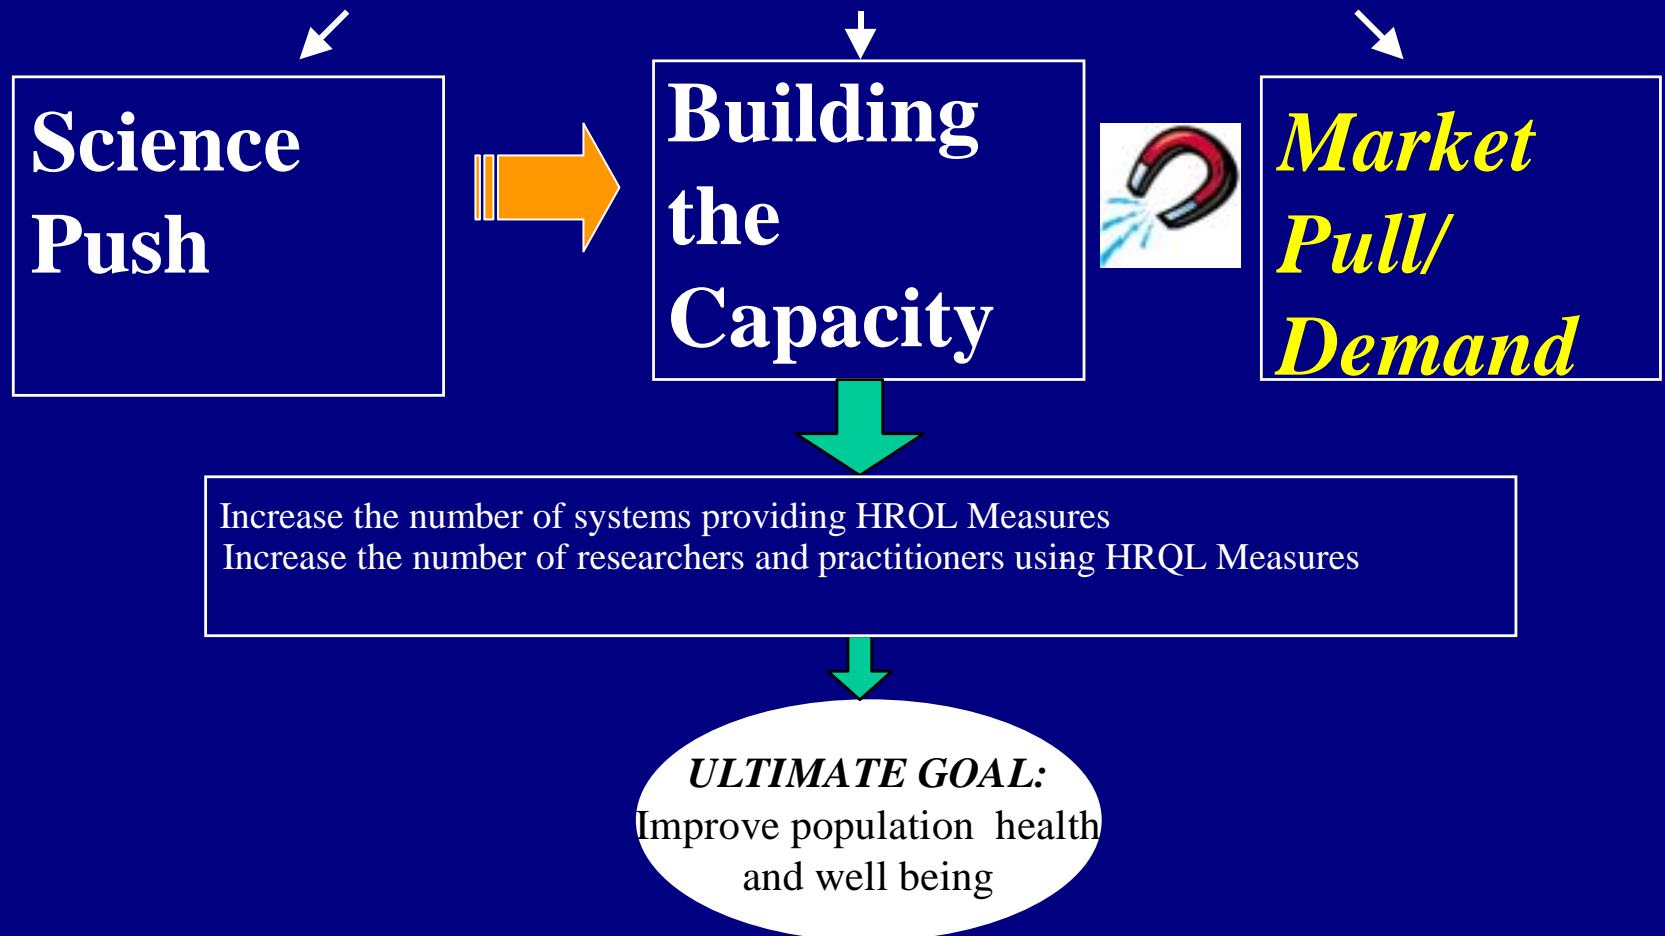 Science
Push
Building
the
Capacity
Market
Pull/
Demand
Increase the number of systems providing HROL Measures
Increase the number of researchers and practitioners using HRQL Measures
ULTIMATE GOAL:
Improve population health
and well being